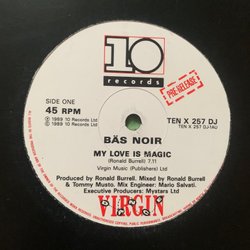 10
records
PRE RELEASE
SIDE ONE
45 RPM
℗ 1989 10 Records Ltd
© 1989 10 Records Ltd
TEN X 257 DJ
TEN X 257 DJ-1AU
BÄS NOIR
MY LOVE IS MAGIC
(Ronald Burrell) 7.11
Virgin Music (Publishers) Ltd
Produced by Ronald Burrell. Mixed by Ronald Burrell
& Tommy Musto. Mix Engineer: Mario Salvati.
Executive Producers: Mystars Ltd
VIRGIN